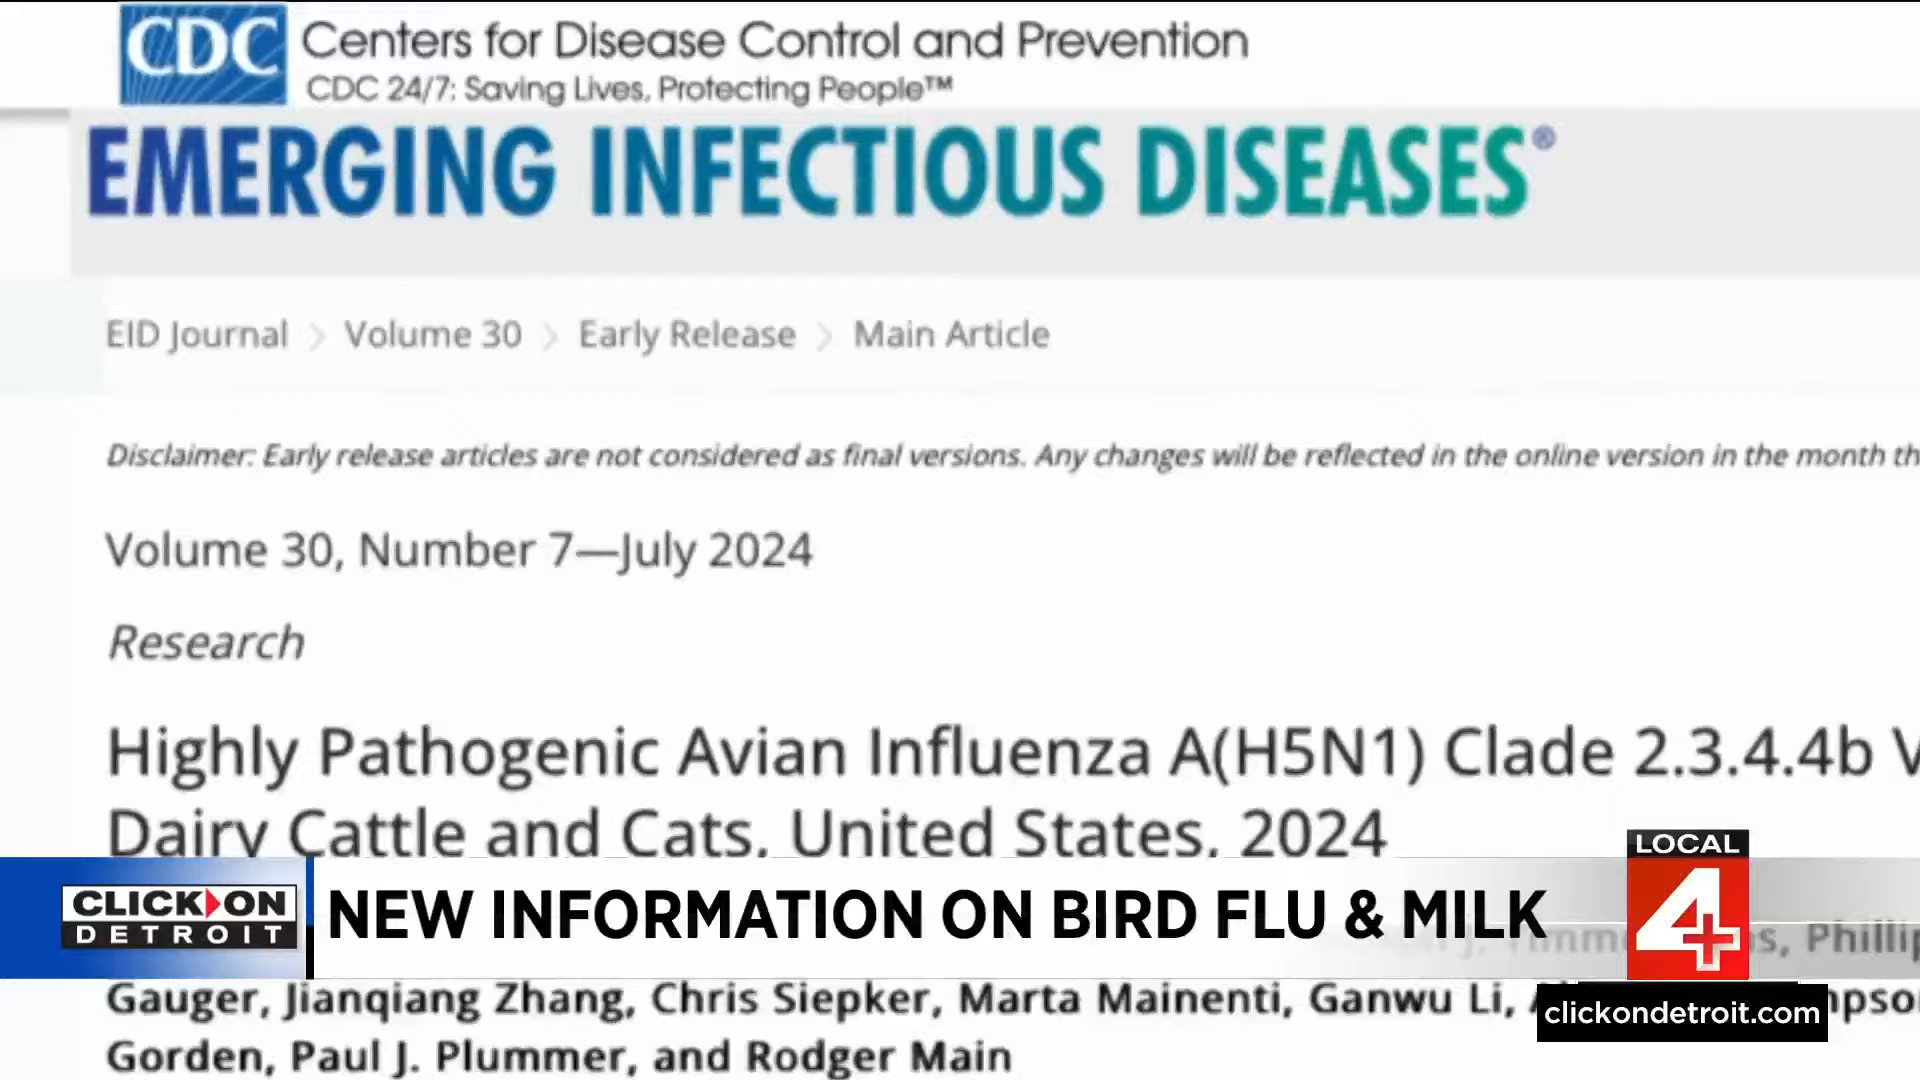 CDC Centers for Disease Control and Prevention
CDC 24/7: Saving Lives, Protecting People™
EMERGING INFECTIOUS DISEASES®
EID Journal > Volume 30 > Early Release > Main Article
Disclaimer: Early release articles are not considered as final versions. Any changes will be reflected in the online version in the month
Volume 30, Number 7—July 2024
Research
Highly Pathogenic Avian Influenza A(H5N1) Clade 2.3.4.4b
Dairy Cattle and Cats, United States, 2024
LOCAL
4
CLICK ON
DETROIT
NEW INFORMATION ON BIRD FLU & MILK
Gauger, Jianqiang Zhang, Chris Siepker, Marta Mainenti, Ganwu Li,
clickondetroit.com
Gorden, Paul J. Plummer, and Rodger Main